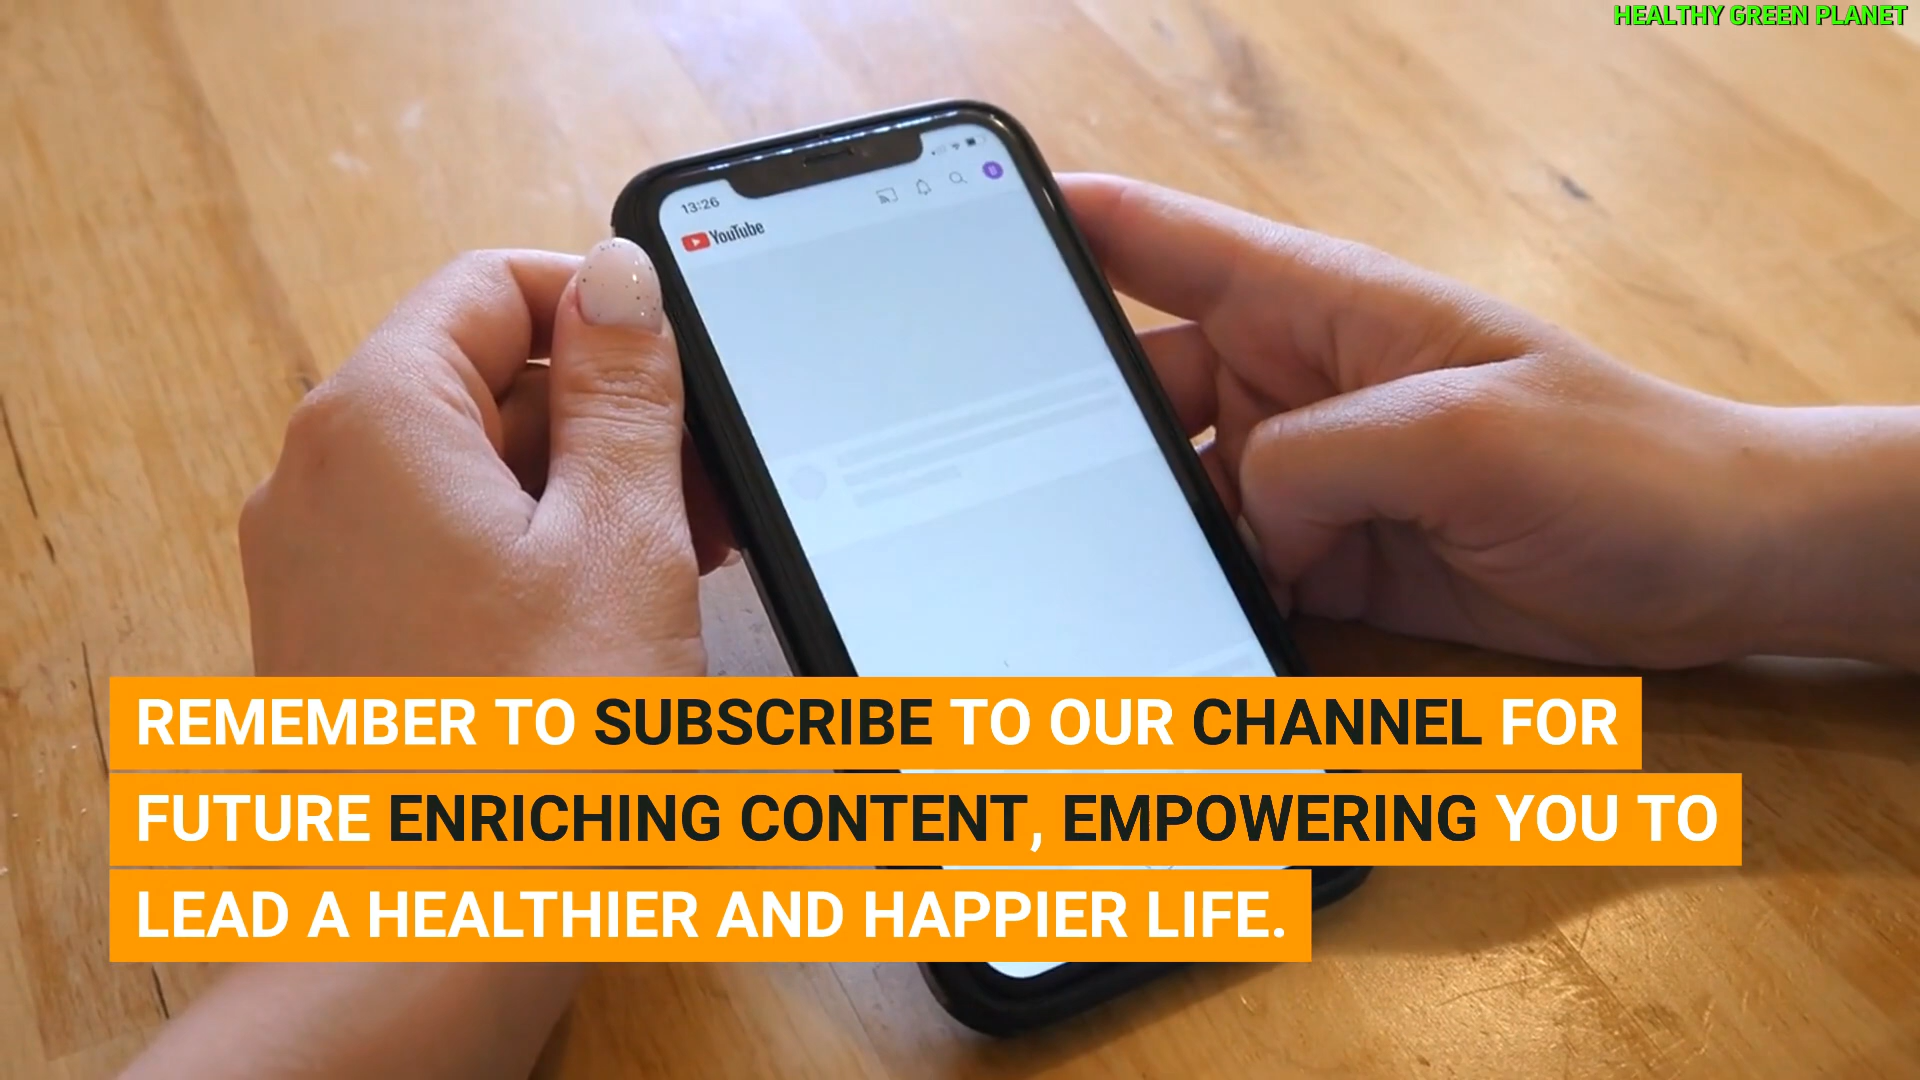 HEALTHY GREEN PLANET
13:26
YouTube
REMEMBER TO SUBSCRIBE TO OUR CHANNEL FOR
FUTURE ENRICHING CONTENT, EMPOWERING YOU TO
LEAD A HEALTHIER AND HAPPIER LIFE.